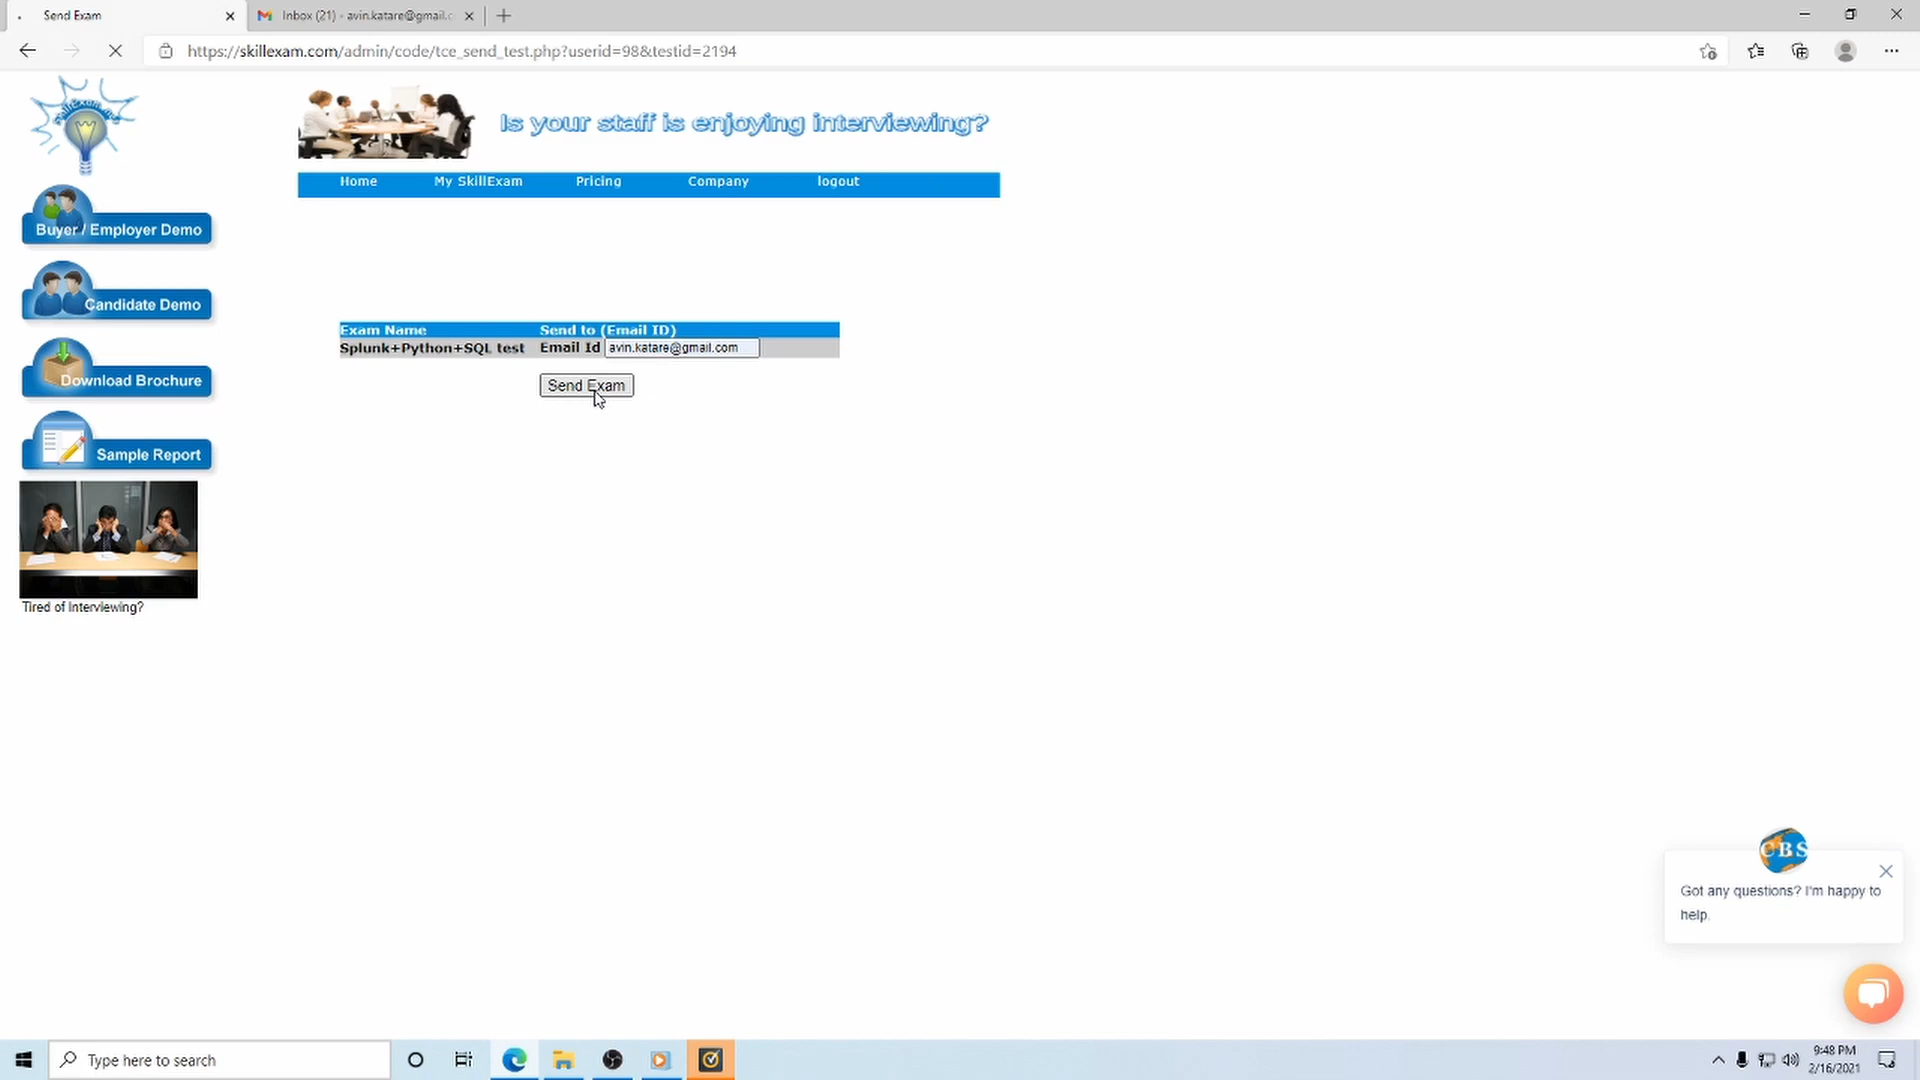 Send Exam
Inbox (21) - avin.katare@gmail.c
https://skillexam.com/admin/code/tce_send_test.php?userid=98&testid=2194
Is your staff is enjoying interviewing?
Home My SkillExam Pricing Company logout
Buyer / Employer Demo
Candidate Demo
Download Brochure
Sample Report
Tired of Interviewing?
Exam Name Send to (Email ID)
Splunk+Python+SQL test Email Id avin.katare@gmail.com
Send Exam
CBS
Got any questions? I'm happy to
help.
Type here to search
9:48 PM
2/16/2021